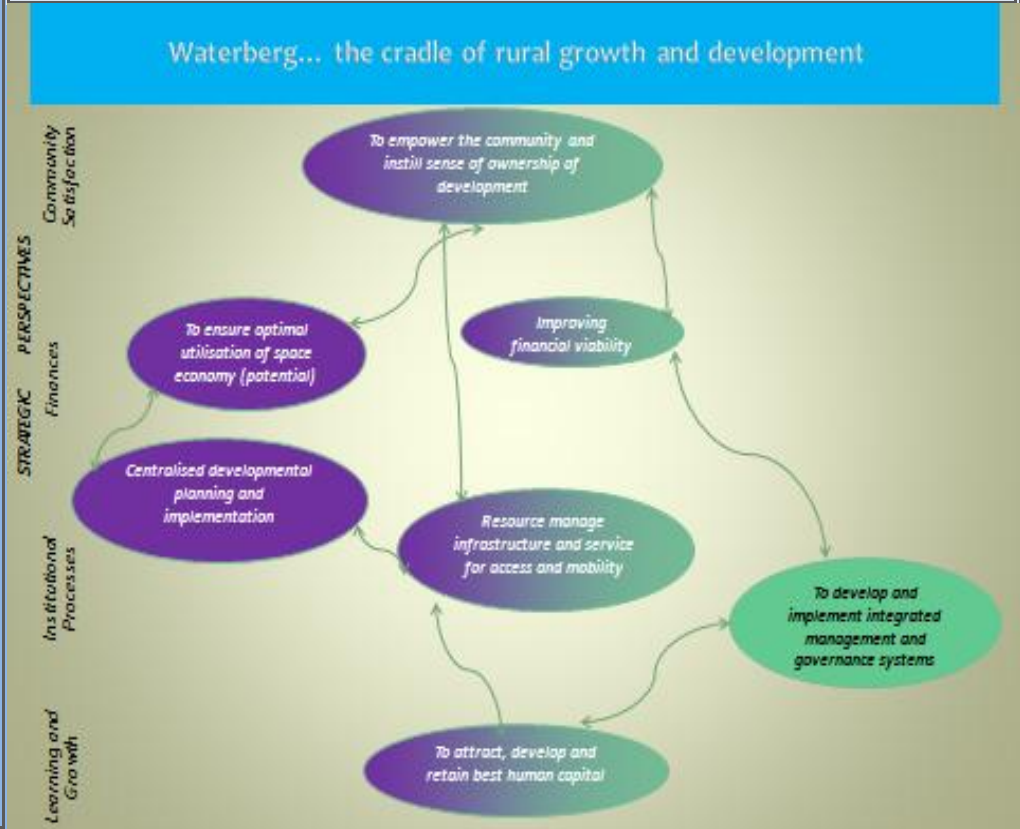 Waterberg... the cradle of rural growth and development
Community
Satisfaction
STRATEGIC PERSPECTIVES
Finances
Institutional
Processes
Learning and
Growth
To empower the community and
instill sense of ownership of
development
To ensure optimal
utilisation of space
economy (potential)
Improving
financial viability
Centralised developmental
planning and
implementation
Resource manage
infrastructure and service
for access and mobility
To develop and
implement integrated
management and
governance systems
To attract, develop and
retain best human capital